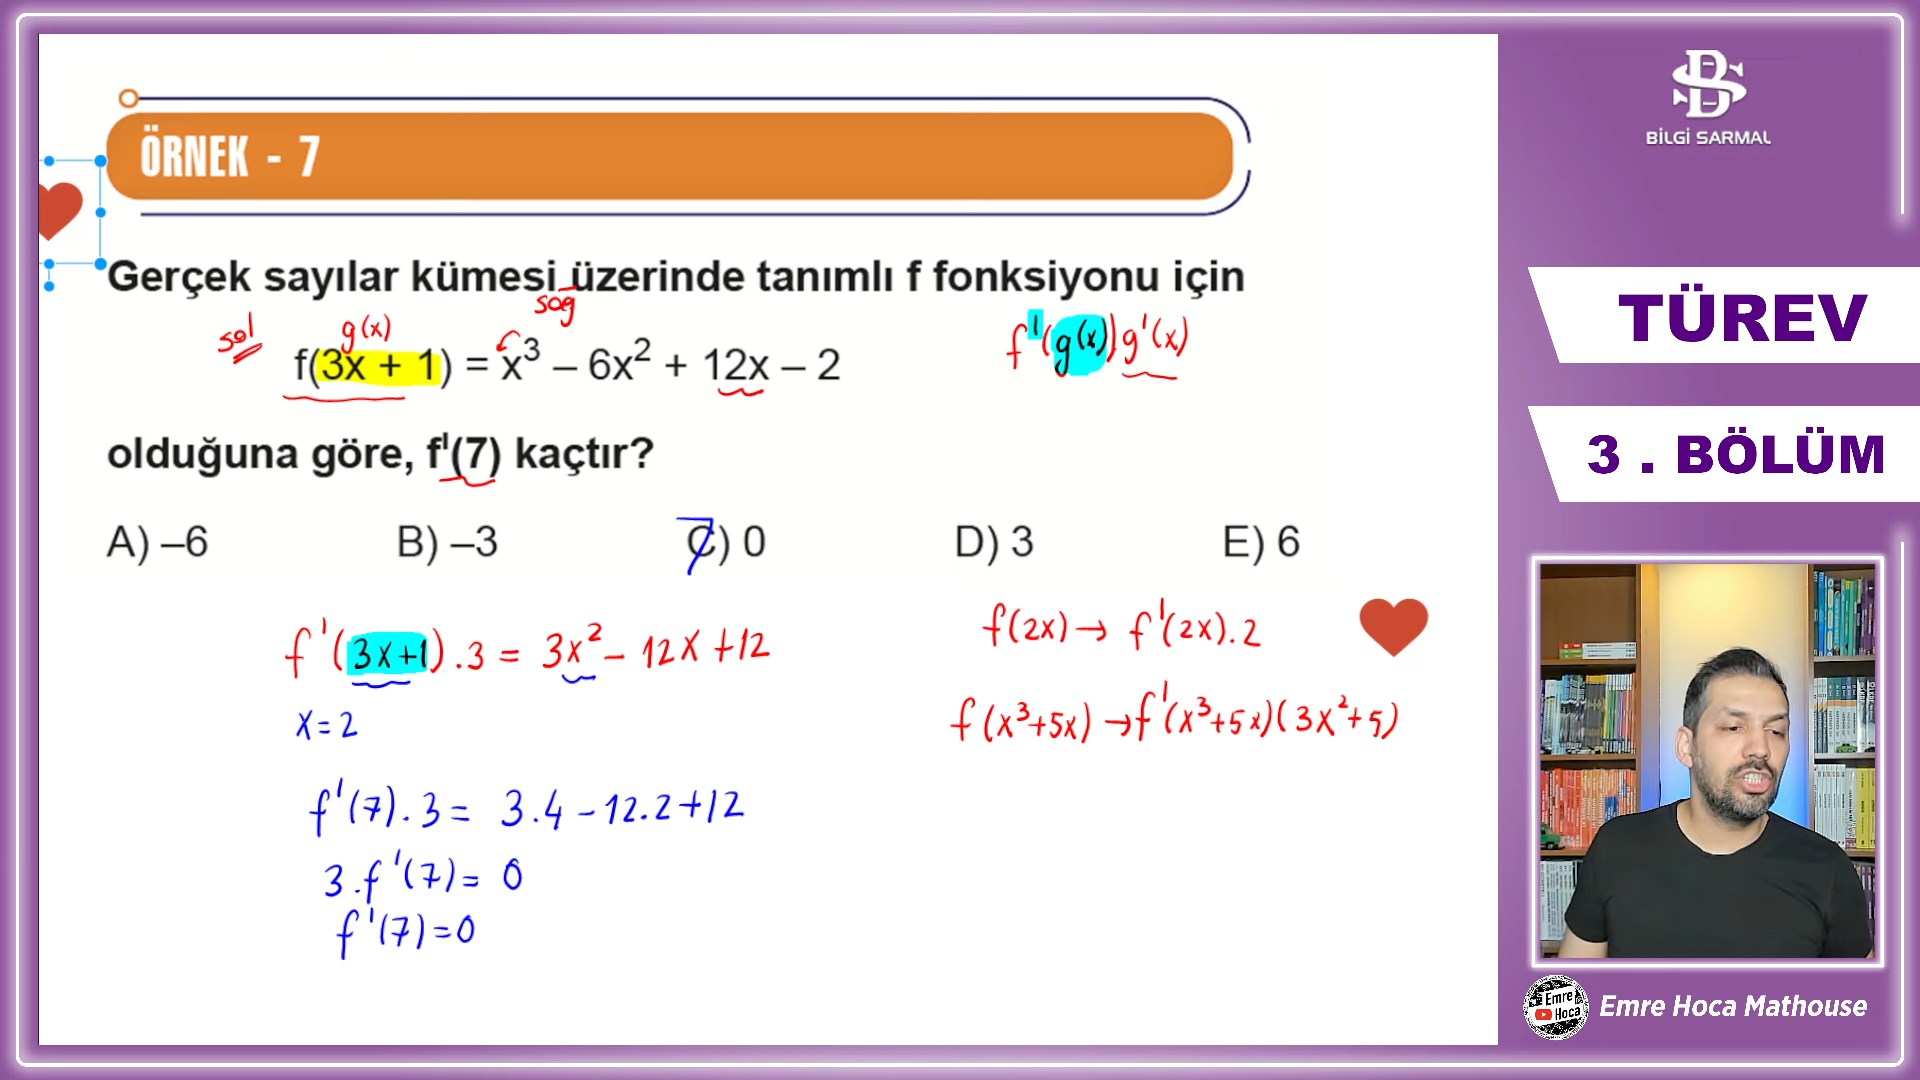 ÖRNEK - 7
Gerçek sayılar kümesi üzerinde tanımlı f fonksiyonu için
sol g(x) sağ
f(3x + 1) = x³ – 6x² + 12x – 2
f'(g(x))g'(x)
olduğuna göre, f'(7) kaçtır?
A) –6 B) –3 C) 0 D) 3 E) 6
f'(3x+1).3 = 3x² – 12x + 12
x = 2
f'(7).3 = 3.4 – 12.2 + 12
3.f'(7) = 0
f'(7) = 0
f(2x) → f'(2x).2
f(x³+5x) → f'(x³+5x)(3x²+5)
BİLGİ SARMAL
TÜREV
3 . BÖLÜM
Emre
Hoca
Emre Hoca Mathouse